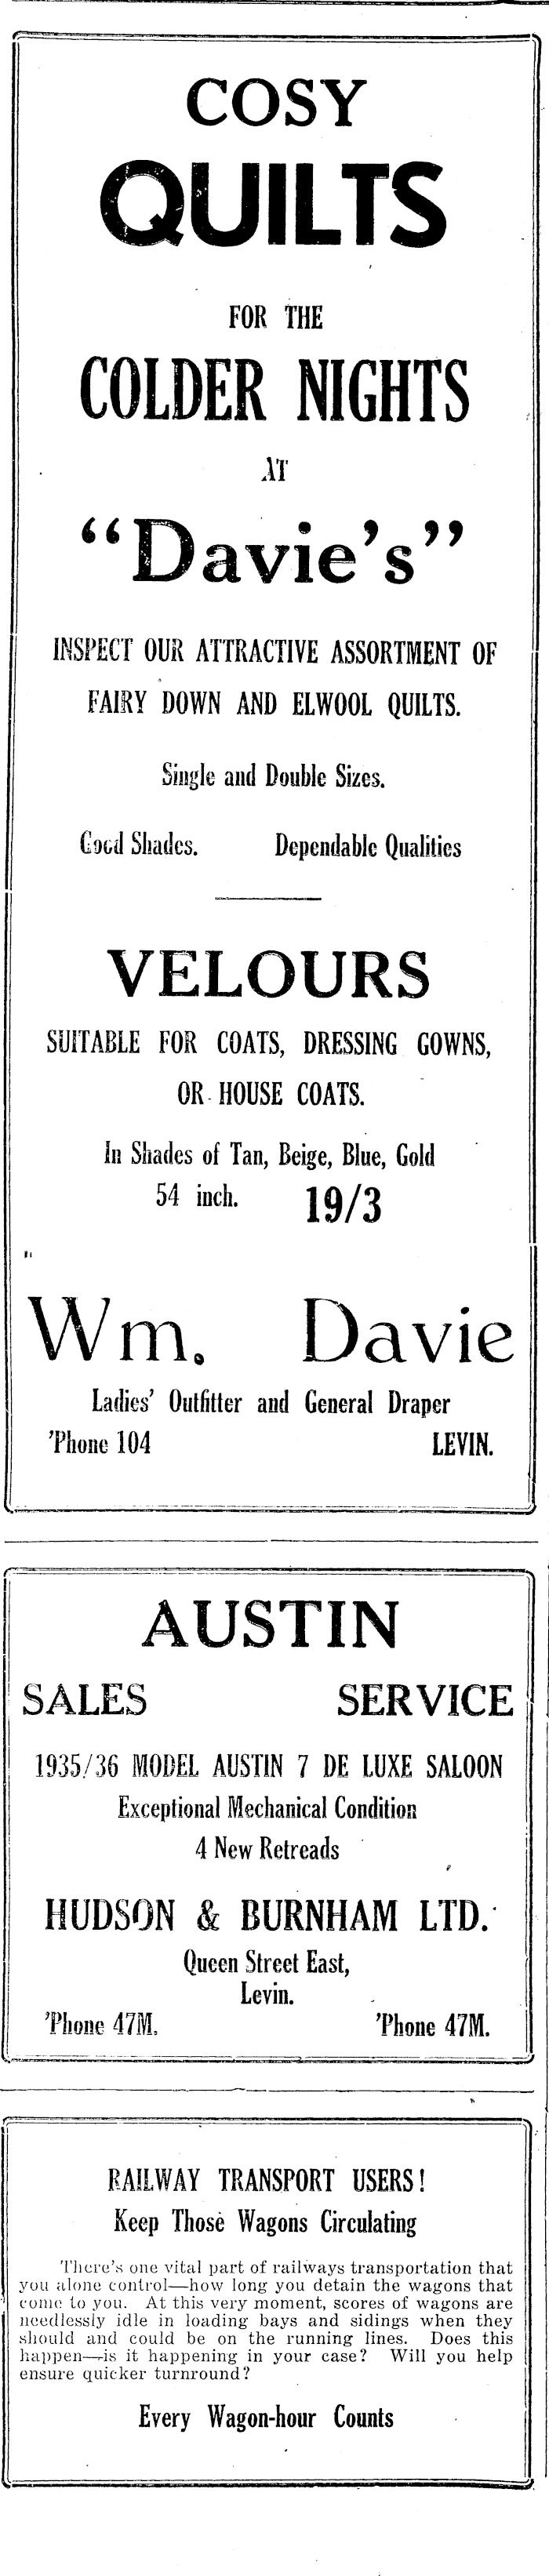 COSY
QUILTS
FOR THE
COLDER NIGHTS
AT
“Davie’s”
INSPECT OUR ATTRACTIVE ASSORTMENT OF
FAIRY DOWN AND ELWOOL QUILTS.
Single and Double Sizes.
Good Shades. Dependable Qualities
VELOURS
SUITABLE FOR COATS, DRESSING GOWNS,
OR HOUSE COATS.
In Shades of Tan, Beige, Blue, Gold
54 inch. 19/3
Wm. Davie
Ladies’ Outfitter and General Draper
’Phone 104 LEVIN.
AUSTIN
SALES SERVICE
1935/36 MODEL AUSTIN 7 DE LUXE SALOON
Exceptional Mechanical Condition
4 New Retreads
HUDSON & BURNHAM LTD.
Queen Street East,
Levin.
’Phone 47M. ’Phone 47M.
RAILWAY TRANSPORT USERS!
Keep Those Wagons Circulating
There’s one vital part of railways transportation that
you alone control—how long you detain the wagons that
come to you. At this very moment, scores of wagons are
needlessly idle in loading bays and sidings when they
should and could be on the running lines. Does this
happen—is it happening in your case? Will you help
ensure quicker turnround?
Every Wagon-hour Counts